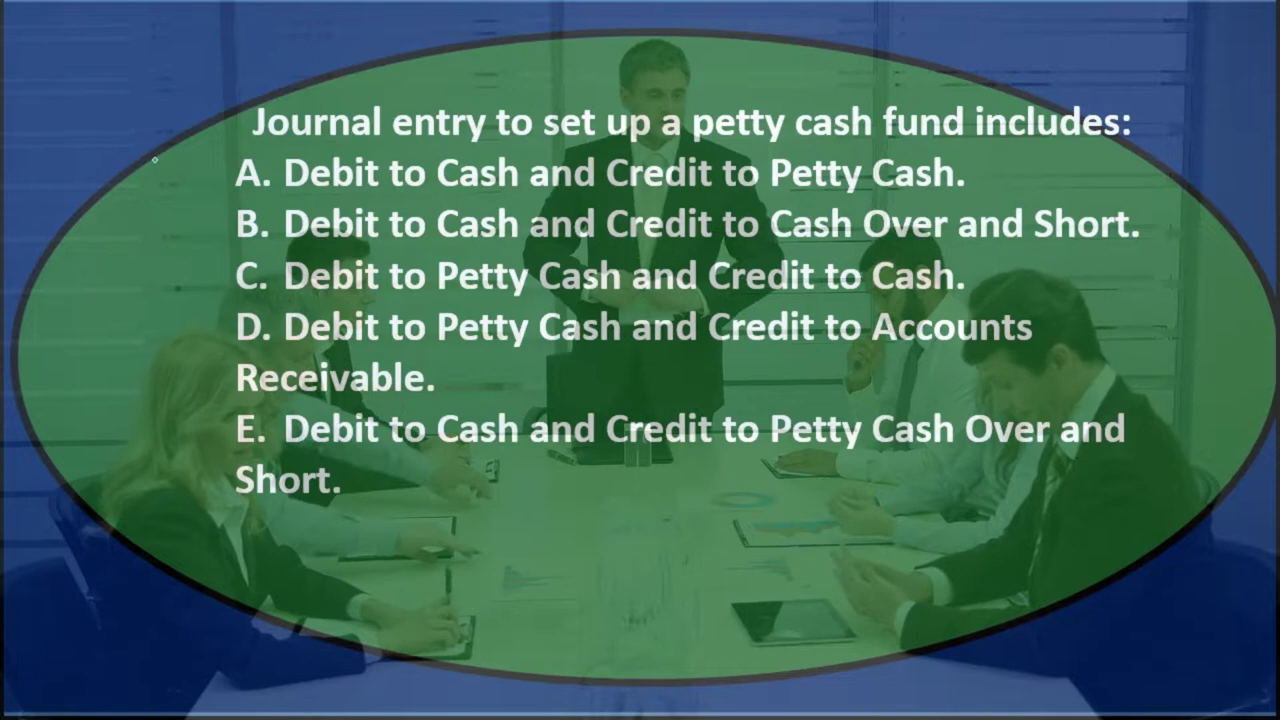 Journal entry to set up a petty cash fund includes:
A. Debit to Cash and Credit to Petty Cash.
B. Debit to Cash and Credit to Cash Over and Short.
C. Debit to Petty Cash and Credit to Cash.
D. Debit to Petty Cash and Credit to Accounts
Receivable.
E. Debit to Cash and Credit to Petty Cash Over and
Short.